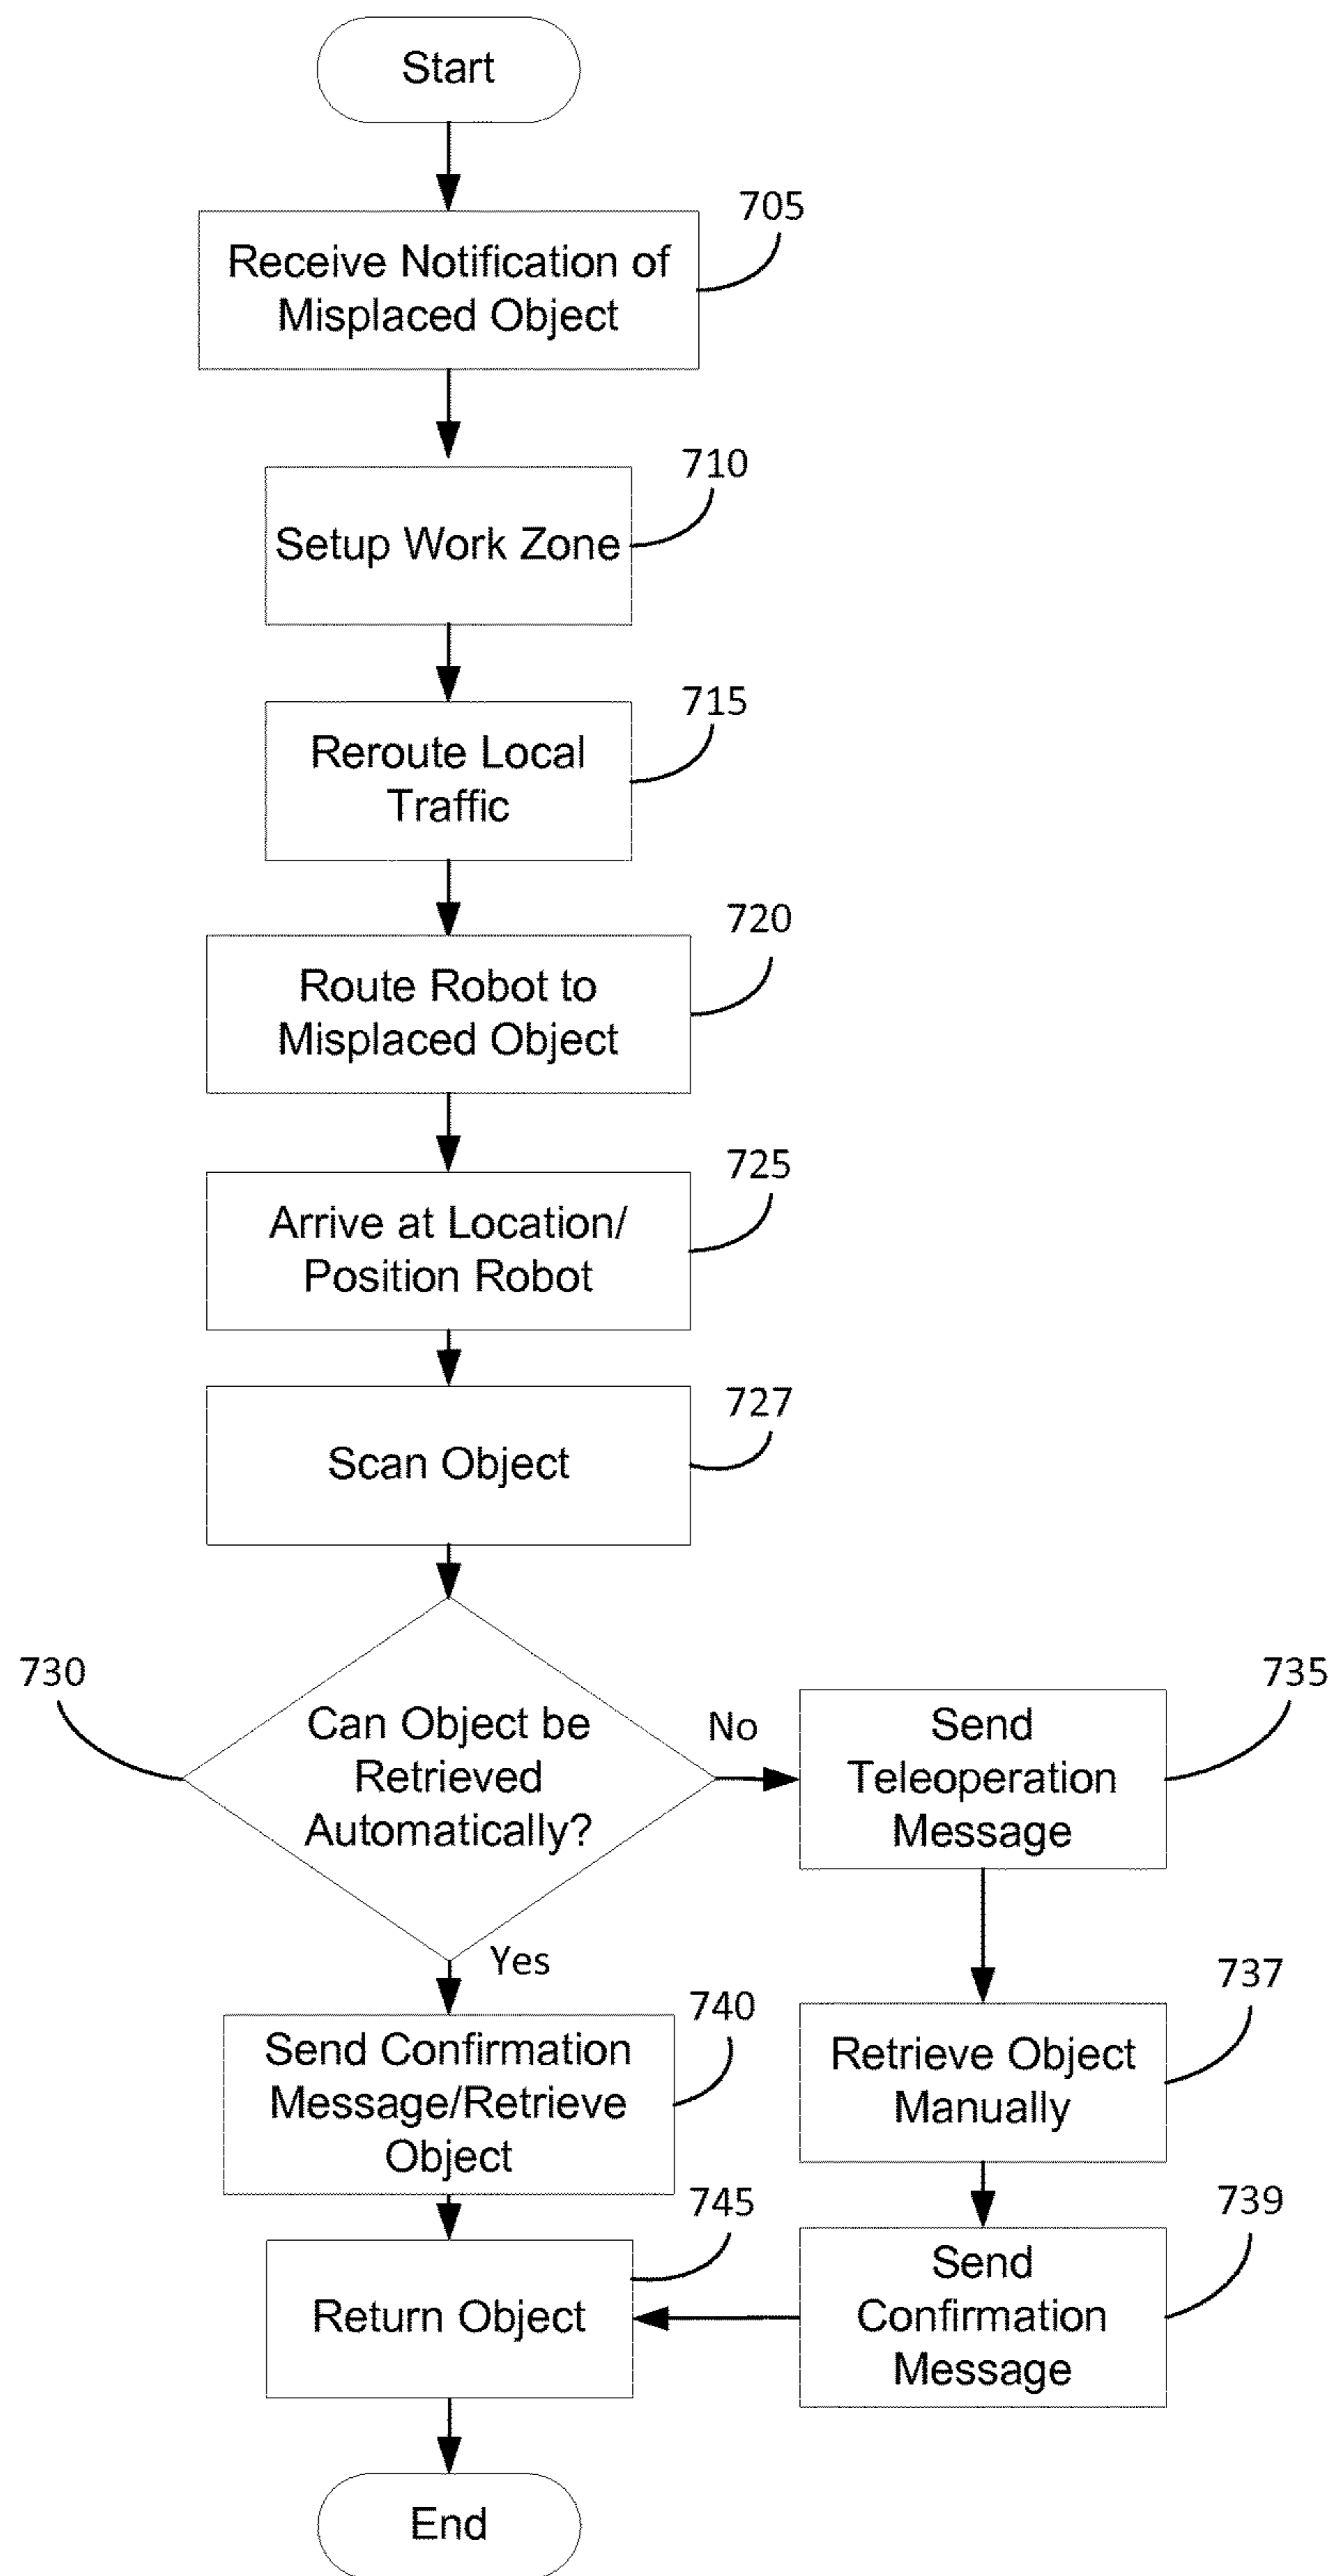 Start
705
Receive Notification of
Misplaced Object
710
Setup Work Zone
715
Reroute Local
Traffic
720
Route Robot to
Misplaced Object
725
Arrive at Location/
Position Robot
727
Scan Object
730
Can Object be
Retrieved
Automatically?
No
735
Send
Teleoperation
Message
Yes
740
Send Confirmation
Message/Retrieve
Object
737
Retrieve Object
Manually
745
Return Object
739
Send
Confirmation
Message
End